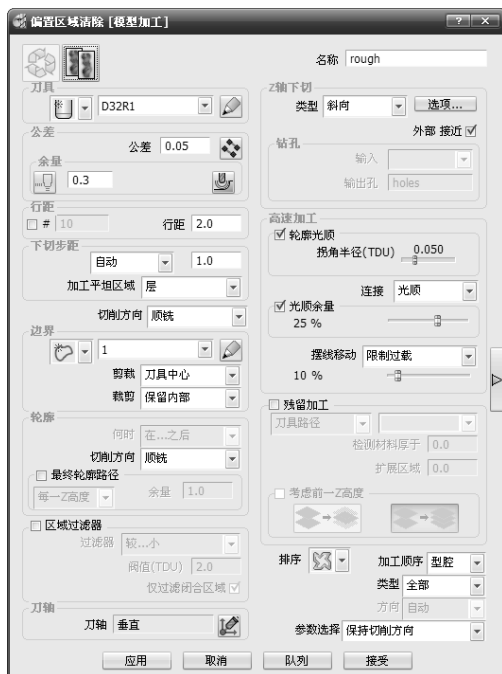 偏置区域清除 [模型加工]
名称 rough
刀具
D32R1
公差
公差 0.05
余量
0.3
行距
# 10 行距 2.0
下切步距
自动 1.0
加工平坦区域 层
切削方向 顺铣
边界
1
剪裁 刀具中心
裁剪 保留内部
轮廓
何时 在...之后
切削方向 顺铣
最终轮廓路径
每一Z高度 余量 1.0
区域过滤器
过滤器 较...小
阀值(TDU) 2.0
仅过滤闭合区域
刀轴
刀轴 垂直
Z轴下切
类型 斜向 选项...
外部 接近
钻孔
输入
输出孔 holes
高速加工
轮廓光顺
拐角半径(TDU) 0.050
连接 光顺
光顺余量
25 %
摆线移动 限制过载
10 %
残留加工
刀具路径
检测材料厚于 0.0
扩展区域 0.0
考虑前一Z高度
排序 加工顺序 型腔
类型 全部
方向 自动
参数选择 保持切削方向
应用 取消 队列 接受